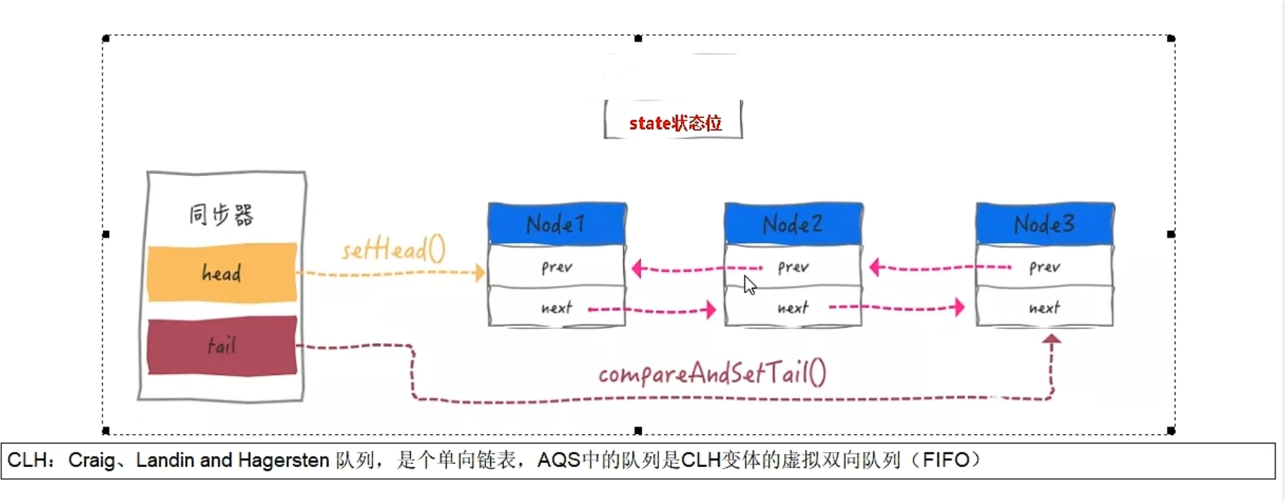 state状态位
同步器
head
tail
setHead()
Node1
prev
next
Node2
prev
next
Node3
prev
next
compareAndSetTail()
CLH：Craig、Landin and Hagersten 队列，是个单向链表，AQS中的队列是CLH变体的虚拟双向队列（FIFO）